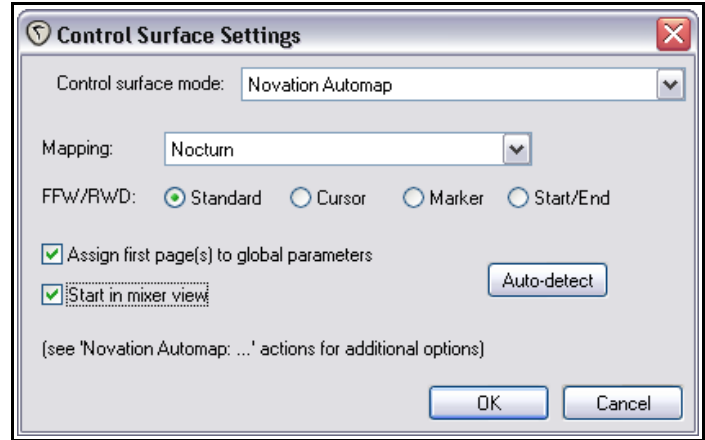 Control Surface Settings
Control surface mode: Novation Automap
Mapping: Nocturn
FFW/RWD: Standard Cursor Marker Start/End
Assign first page(s) to global parameters
Auto-detect
Start in mixer view
(see 'Novation Automap: ...' actions for additional options)
OK Cancel